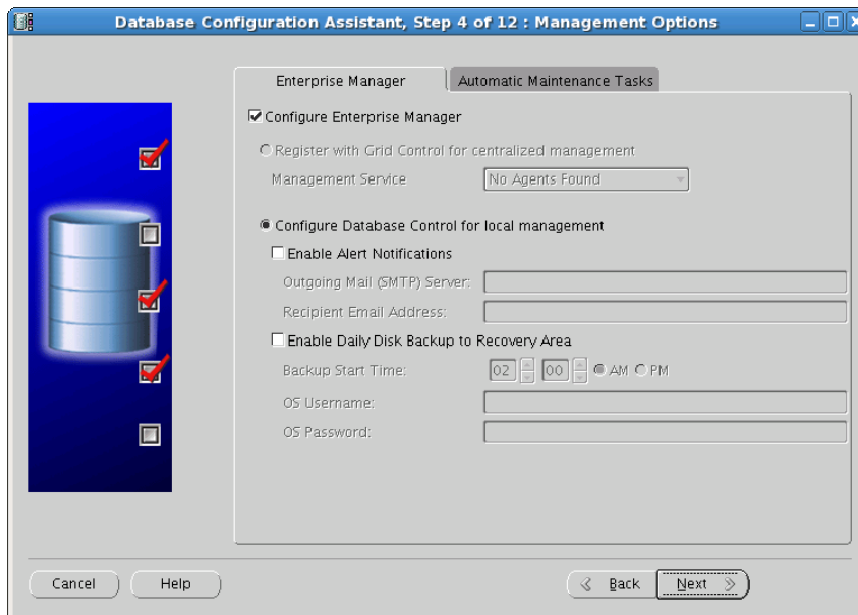 Database Configuration Assistant, Step 4 of 12 : Management Options
Enterprise Manager
Automatic Maintenance Tasks
Configure Enterprise Manager
Register with Grid Control for centralized management
Management Service No Agents Found
Configure Database Control for local management
Enable Alert Notifications
Outgoing Mail (SMTP) Server:
Recipient Email Address:
Enable Daily Disk Backup to Recovery Area
Backup Start Time: 02 00 AM PM
OS Username:
OS Password:
Cancel Help Back Next